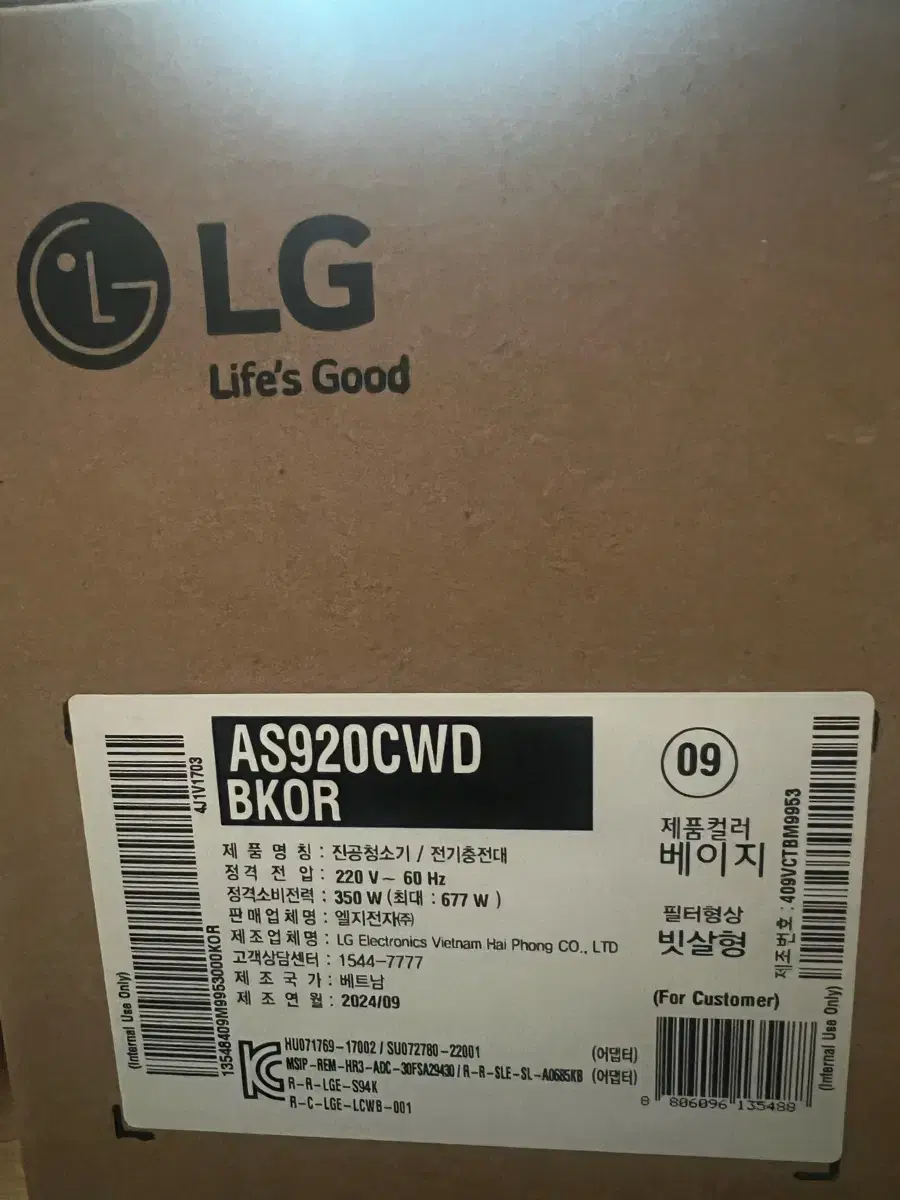 LG
Life's Good
AS920CWD
BKOR
09
제품컬러
베이지
필터형상
빗살형
(For Customer)
제 품 명 칭 : 진공청소기 / 전기충전대
정 격 전 압 : 220 V ~ 60 Hz
정격소비전력 : 350 W (최대 : 677 W )
판 매 업 체 명 : 엘지전자㈜
제 조 업 체 명 : LG Electronics Vietnam Hai Phong CO., LTD
고객상담센터 : 1544-7777
제 조 국 가 : 베트남
제 조 연 월 : 2024/09
HU071769-17002 / SU072780-22001 (어댑터)
MSIP-REM-HR3-ADC-30FSA29430 / R-R-SLE-SL-A0685KB (어댑터)
R-R-LGE-S94K
R-C-LGE-LCWB-001
8 806096 135488
4J1V1703
13548409M9953000KOR
(Internal Use Only)
제조번호 : 409VCTBM9953
(Internal Use Only)